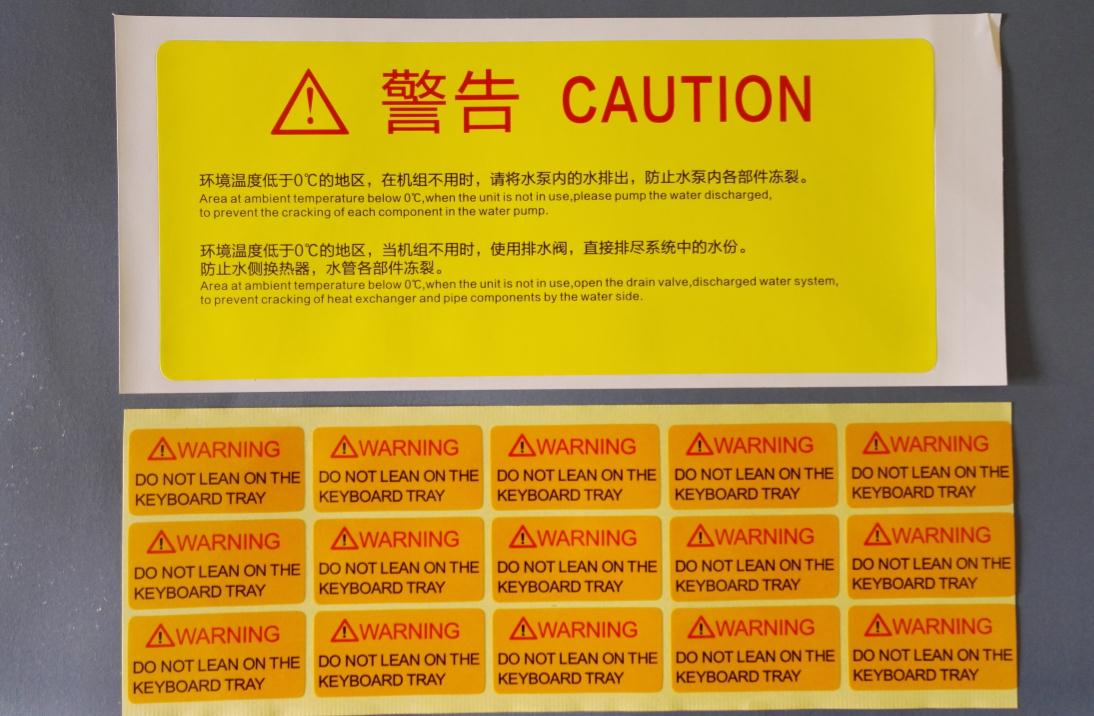 警告 CAUTION
环境温度低于0℃的地区，在机组不用时，请将水泵内的水排出，防止水泵内各部件冻裂。
Area at ambient temperature below 0℃,when the unit is not in use,please pump the water discharged,
to prevent the cracking of each component in the water pump.
环境温度低于0℃的地区，当机组不用时，使用排水阀，直接排尽系统中的水份。
防止水侧换热器，水管各部件冻裂。
Area at ambient temperature below 0℃,when the unit is not in use,open the drain valve,discharged water system,
to prevent cracking of heat exchanger and pipe components by the water side.
WARNING WARNING WARNING WARNING WARNING
DO NOT LEAN ON THE DO NOT LEAN ON THE DO NOT LEAN ON THE DO NOT LEAN ON THE DO NOT LEAN ON THE
KEYBOARD TRAY KEYBOARD TRAY KEYBOARD TRAY KEYBOARD TRAY KEYBOARD TRAY
WARNING WARNING WARNING WARNING WARNING
DO NOT LEAN ON THE DO NOT LEAN ON THE DO NOT LEAN ON THE DO NOT LEAN ON THE DO NOT LEAN ON THE
KEYBOARD TRAY KEYBOARD TRAY KEYBOARD TRAY KEYBOARD TRAY KEYBOARD TRAY
WARNING WARNING WARNING WARNING WARNING
DO NOT LEAN ON THE DO NOT LEAN ON THE DO NOT LEAN ON THE DO NOT LEAN ON THE DO NOT LEAN ON THE
KEYBOARD TRAY KEYBOARD TRAY KEYBOARD TRAY KEYBOARD TRAY KEYBOARD TRAY